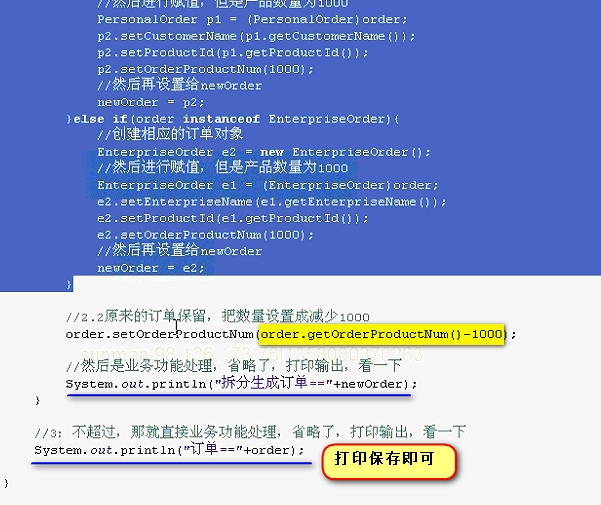 //然后进行赋值，但是产品数量为1000
PersonalOrder p1 = (PersonalOrder)order;
p2.setCustomerName(p1.getCustomerName());
p2.setProductId(p1.getProductId());
p2.setOrderProductNum(1000);
//然后再设置给newOrder
newOrder = p2;
}else if(order instanceof EnterpriseOrder){
//创建相应的订单对象
EnterpriseOrder e2 = new EnterpriseOrder();
//然后进行赋值，但是产品数量为1000
EnterpriseOrder e1 = (EnterpriseOrder)order;
e2.setEnterpriseName(e1.getEnterpriseName());
e2.setProductId(e1.getProductId());
e2.setOrderProductNum(1000);
//然后再设置给newOrder
newOrder = e2;
}
//2.2原来的订单保留，把数量设置成减少1000
order.setOrderProductNum(order.getOrderProductNum()-1000);
//然后是业务功能处理，省略了，打印输出，看一下
System.out.println("拆分生成订单=="+newOrder);
}
//3：不超过，那就直接业务功能处理，省略了，打印输出，看一下
System.out.println("订单=="+order);
打印保存即可
}